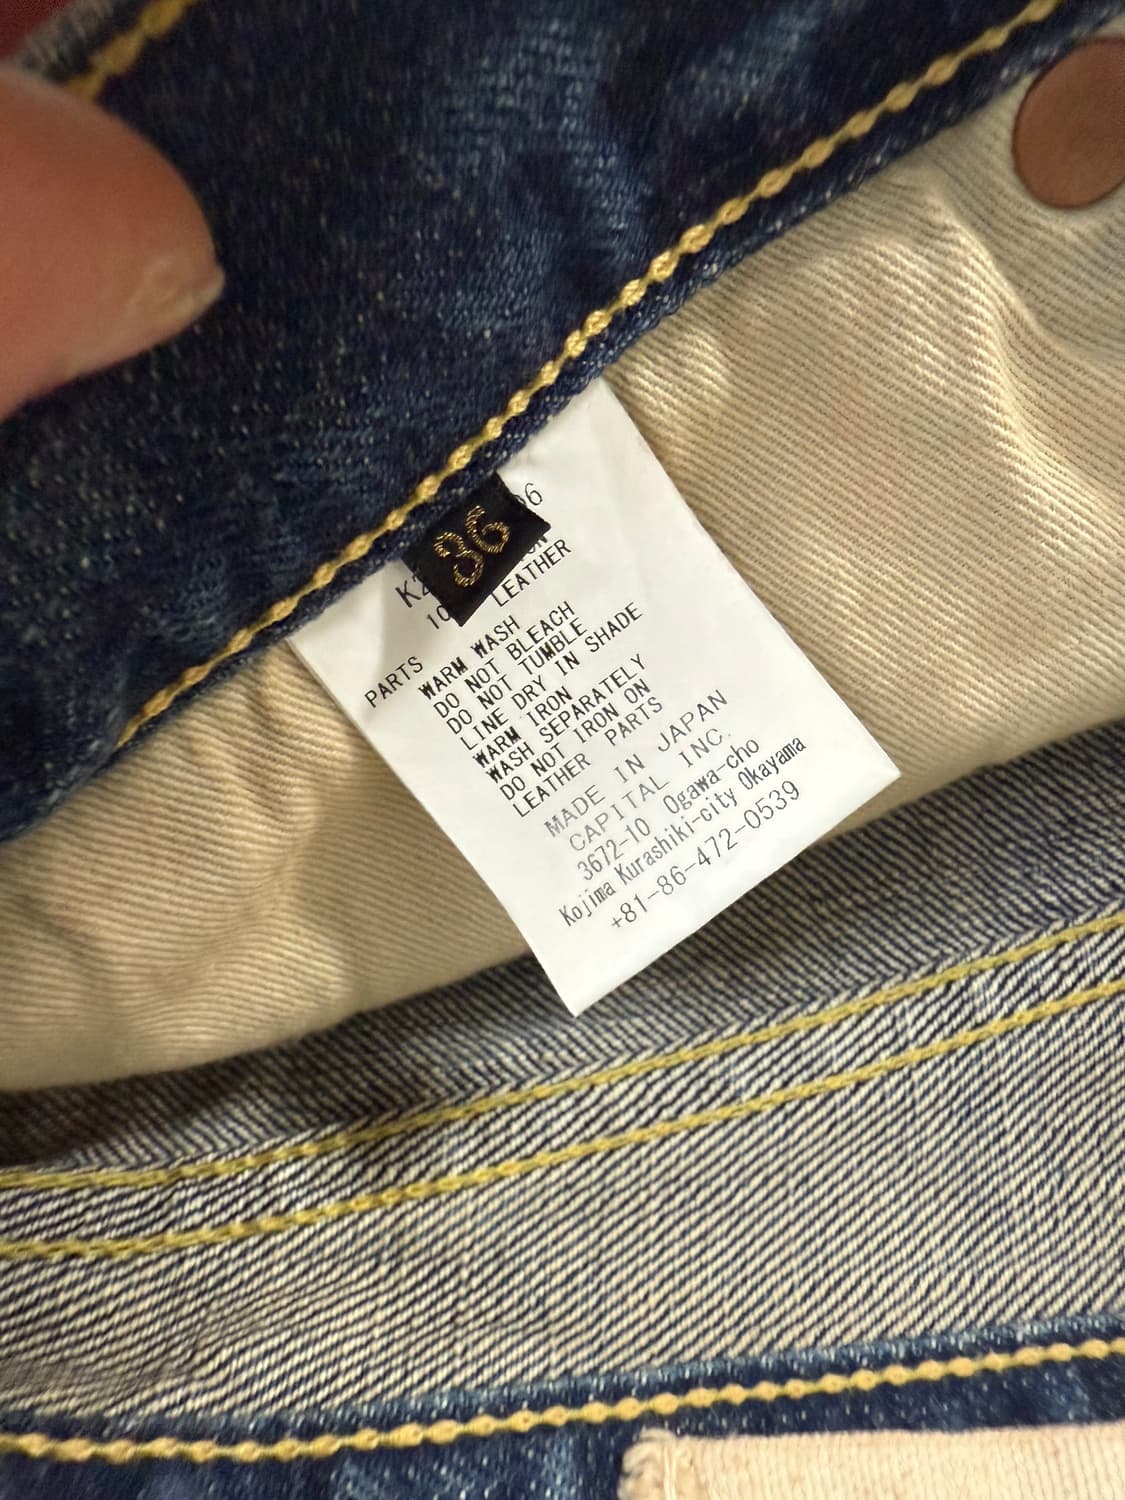 36
LEATHER
PARTS
WARM WASH
DO NOT BLEACH
DO NOT TUMBLE
LINE DRY IN SHADE
WARM IRON
WASH SEPARATELY
DO NOT IRON ON
LEATHER PARTS
MADE IN JAPAN
CAPITAL INC.
3672-10 Ogawa-cho
Kojima Kurashiki-city Okayama
+81-86-472-0539